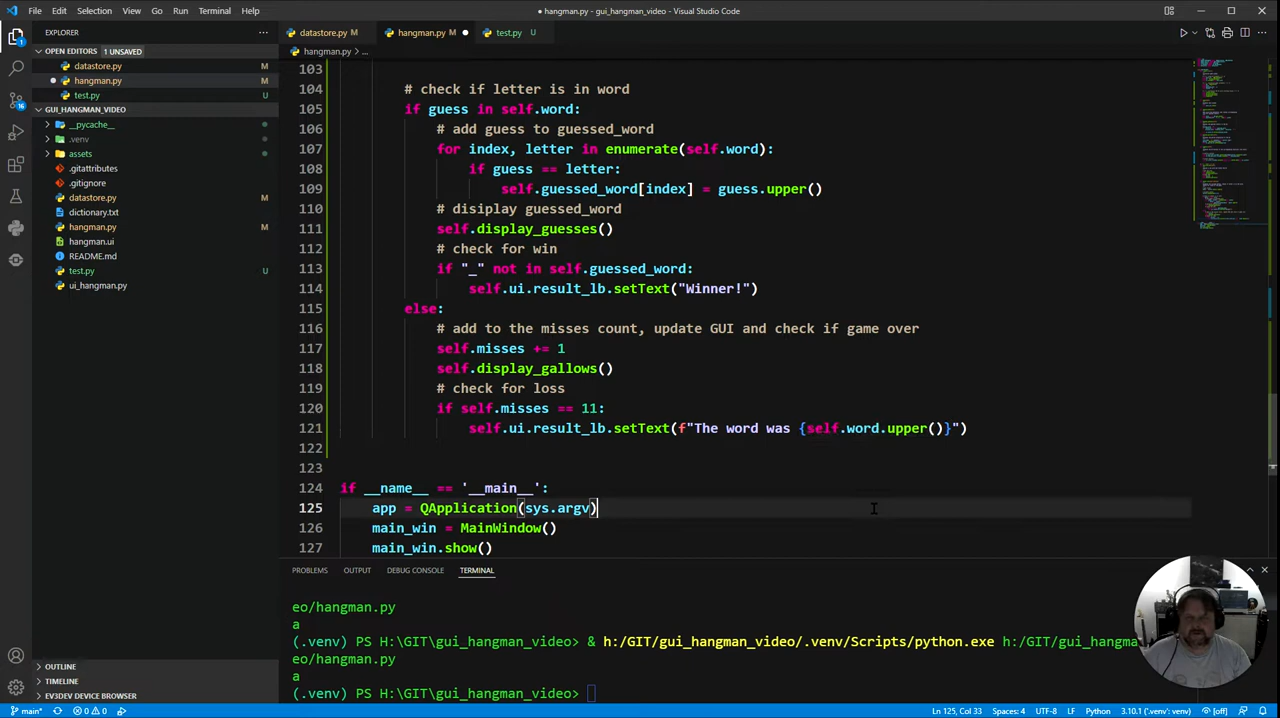 File Edit Selection View Go Run Terminal Help
● hangman.py - gui_hangman_video - Visual Studio Code
EXPLORER
datastore.py M
hangman.py M
test.py U
hangman.py > ...
OPEN EDITORS 1 UNSAVED
datastore.py M
hangman.py M
test.py U
GUI_HANGMAN_VIDEO
__pycache__
.venv
assets
.gitattributes
.gitignore
datastore.py M
dictionary.txt
hangman.py M
hangman.ui
README.md
test.py U
ui_hangman.py
OUTLINE
TIMELINE
EV3DEV DEVICE BROWSER
103
104 # check if letter is in word
105 if guess in self.word:
106 # add guess to guessed_word
107 for index, letter in enumerate(self.word):
108 if guess == letter:
109 self.guessed_word[index] = guess.upper()
110 # disiplay guessed_word
111 self.display_guesses()
112 # check for win
113 if "_" not in self.guessed_word:
114 self.ui.result_lb.setText("Winner!")
115 else:
116 # add to the misses count, update GUI and check if game over
117 self.misses += 1
118 self.display_gallows()
119 # check for loss
120 if self.misses == 11:
121 self.ui.result_lb.setText(f"The word was {self.word.upper()}")
122
123
124 if __name__ == '__main__':
125 app = QApplication(sys.argv)
126 main_win = MainWindow()
127 main_win.show()
PROBLEMS OUTPUT DEBUG CONSOLE TERMINAL
eo/hangman.py
a
(.venv) PS H:\GIT\gui_hangman_video> & h:/GIT/gui_hangman_video/.venv/Scripts/python.exe h:/GIT/gui_hangma
eo/hangman.py
a
(.venv) PS H:\GIT\gui_hangman_video>
main* 0 0 Ln 125, Col 33 Spaces: 4 UTF-8 LF Python 3.10.1 ('.venv': venv) [off]